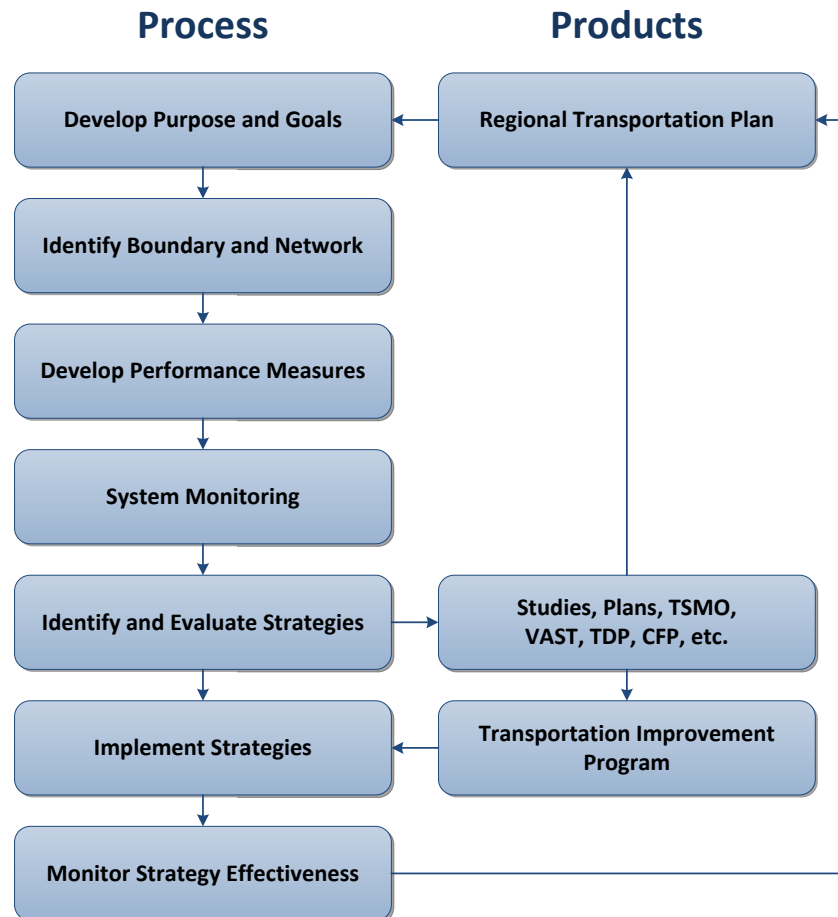 Process
Products
Develop Purpose and Goals
Regional Transportation Plan
Identify Boundary and Network
Develop Performance Measures
System Monitoring
Identify and Evaluate Strategies
Studies, Plans, TSMO,
VAST, TDP, CFP, etc.
Implement Strategies
Transportation Improvement
Program
Monitor Strategy Effectiveness